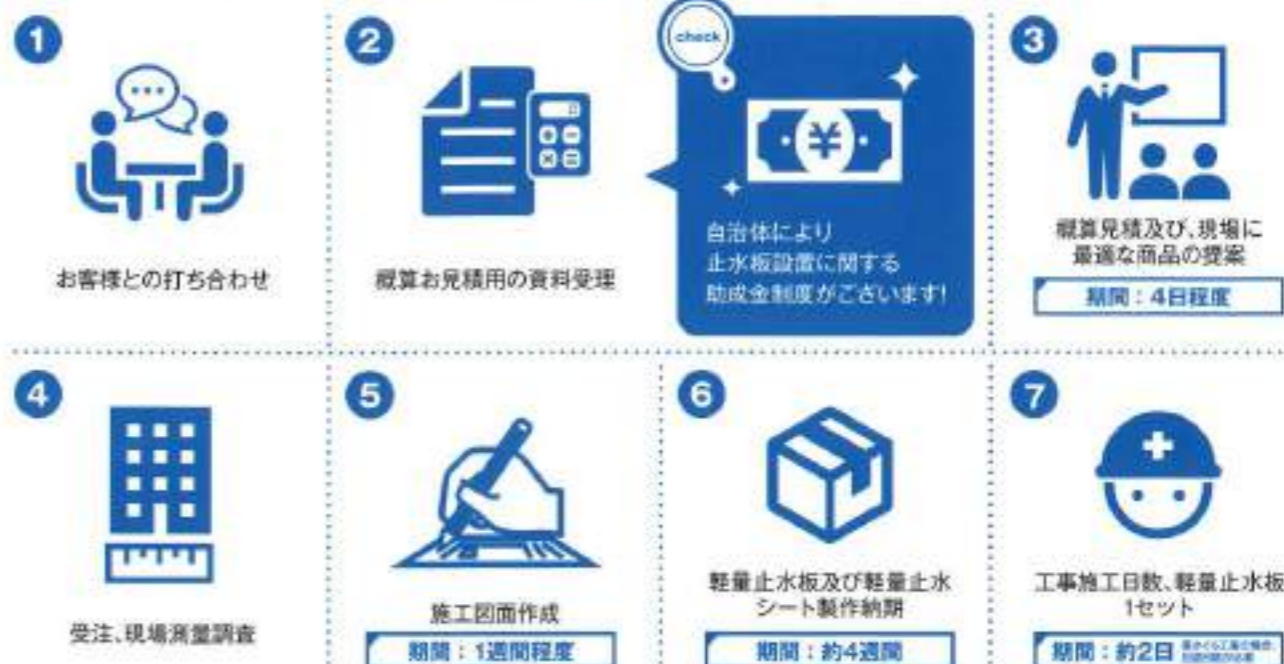 1
お客様との打ち合わせ
2
概算お見積用の資料受理
check
¥
自治体により
止水板設置に関する
助成金制度がございます!
3
概算見積及び、現場に
最適な商品の提案
期間：4日程度
4
受注、現場測量調査
5
施工図面作成
期間：1週間程度
6
軽量止水板及び軽量止水
シート製作納期
期間：約4週間
7
工事施工日数、軽量止水板
1セット
期間：約2日